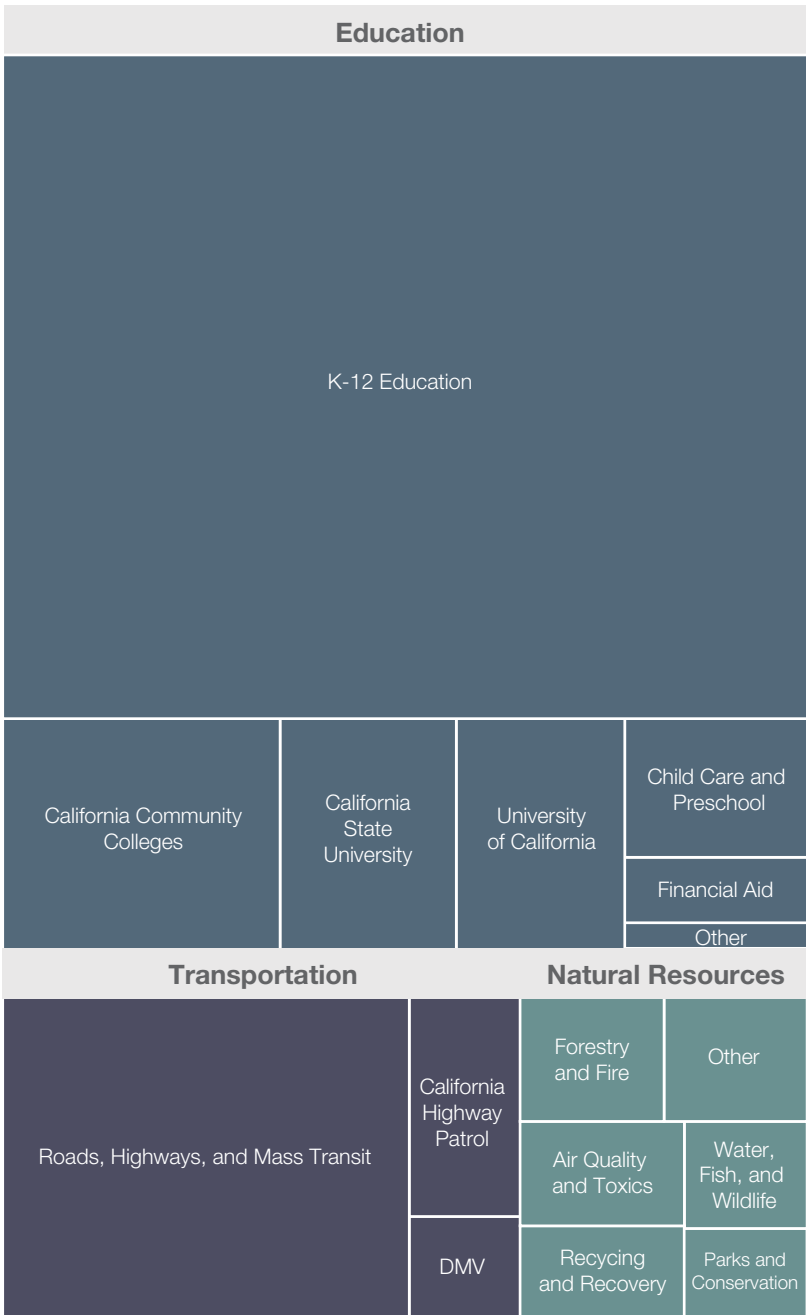 Education
K-12 Education
California Community
Colleges
California
State
University
University
of California
Child Care and
Preschool
Financial Aid
Other
Transportation
Natural Resources
Roads, Highways, and Mass Transit
California
Highway
Patrol
DMV
Forestry
and Fire
Other
Air Quality
and Toxics
Water,
Fish, and
Wildlife
Recycing
and Recovery
Parks and
Conservation